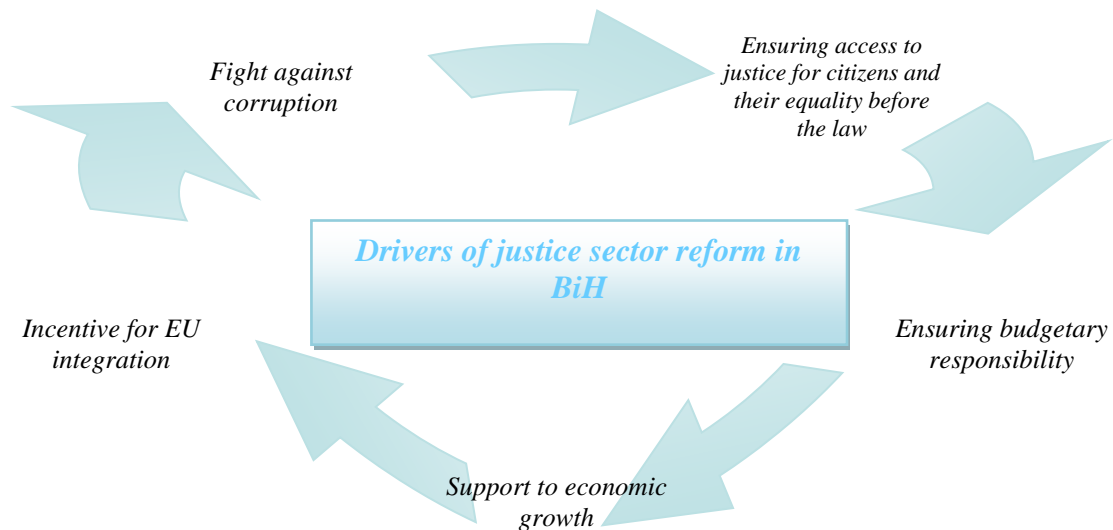 Fight against
corruption
Ensuring access to
justice for citizens and
their equality before
the law
Drivers of justice sector reform in
BiH
Incentive for EU
integration
Ensuring budgetary
responsibility
Support to economic
growth